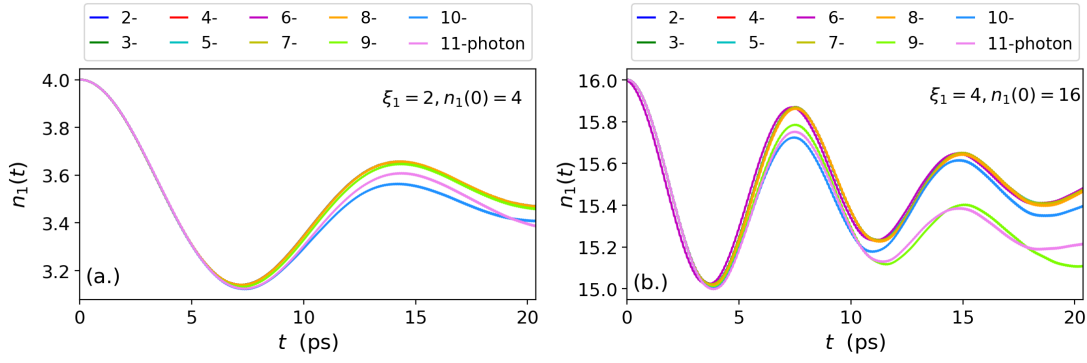 2- 4- 6- 8- 10-
3- 5- 7- 9- 11-photon
4.0
3.8
3.6
3.4
3.2
n₁(t)
ξ₁ = 2, n₁(0) = 4
(a.)
0 5 10 15 20
t (ps)
2- 4- 6- 8- 10-
3- 5- 7- 9- 11-photon
16.0
15.8
15.6
15.4
15.2
15.0
n₁(t)
ξ₁ = 4, n₁(0) = 16
(b.)
0 5 10 15 20
t (ps)